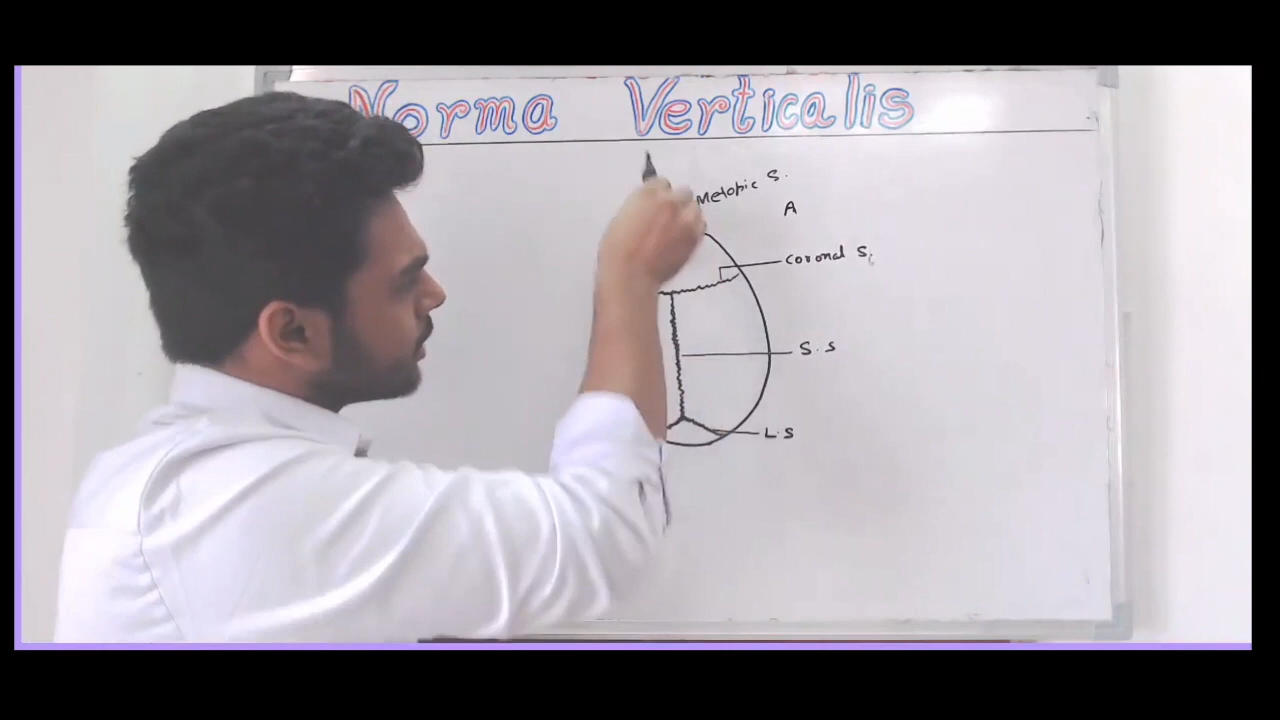 Norma Verticalis
Metopic S.
A
Coronal S.
S.S
L.S